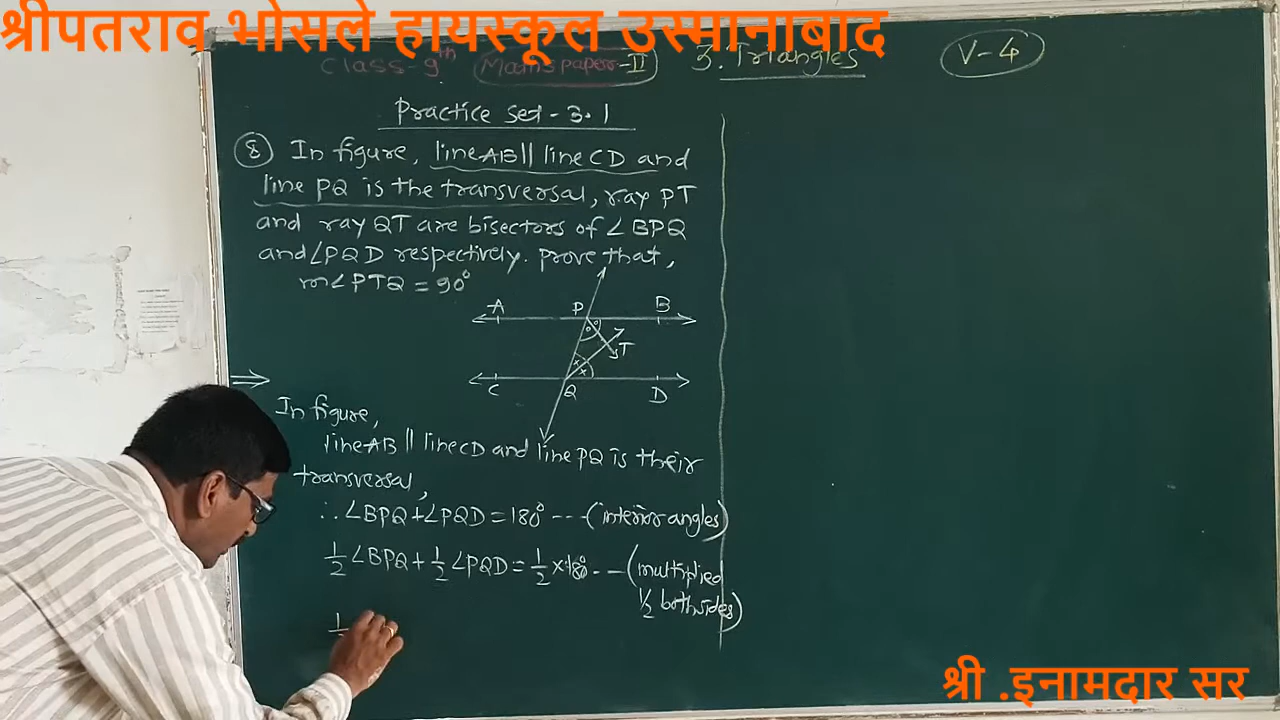 श्रीपतराव भोसले हायस्कूल उस्मानाबाद
Class-9th Maths paper-II 3. Triangles V-4
Practice set-3.1
8 In figure, line AB || line CD and
line PQ is the transversal, ray PT
and ray QT are bisectors of ∠BPQ
and ∠PQD respectively. prove that,
m∠PTQ = 90°
A P B
T
C Q D
⇒
In figure,
line AB || line CD and line PQ is their
transversal,
∴ ∠BPQ + ∠PQD = 180° --- (interior angles)
1/2 ∠BPQ + 1/2 ∠PQD = 1/2 × 180° --- (multiplied
1/2 both sides)
श्री .इनामदार सर